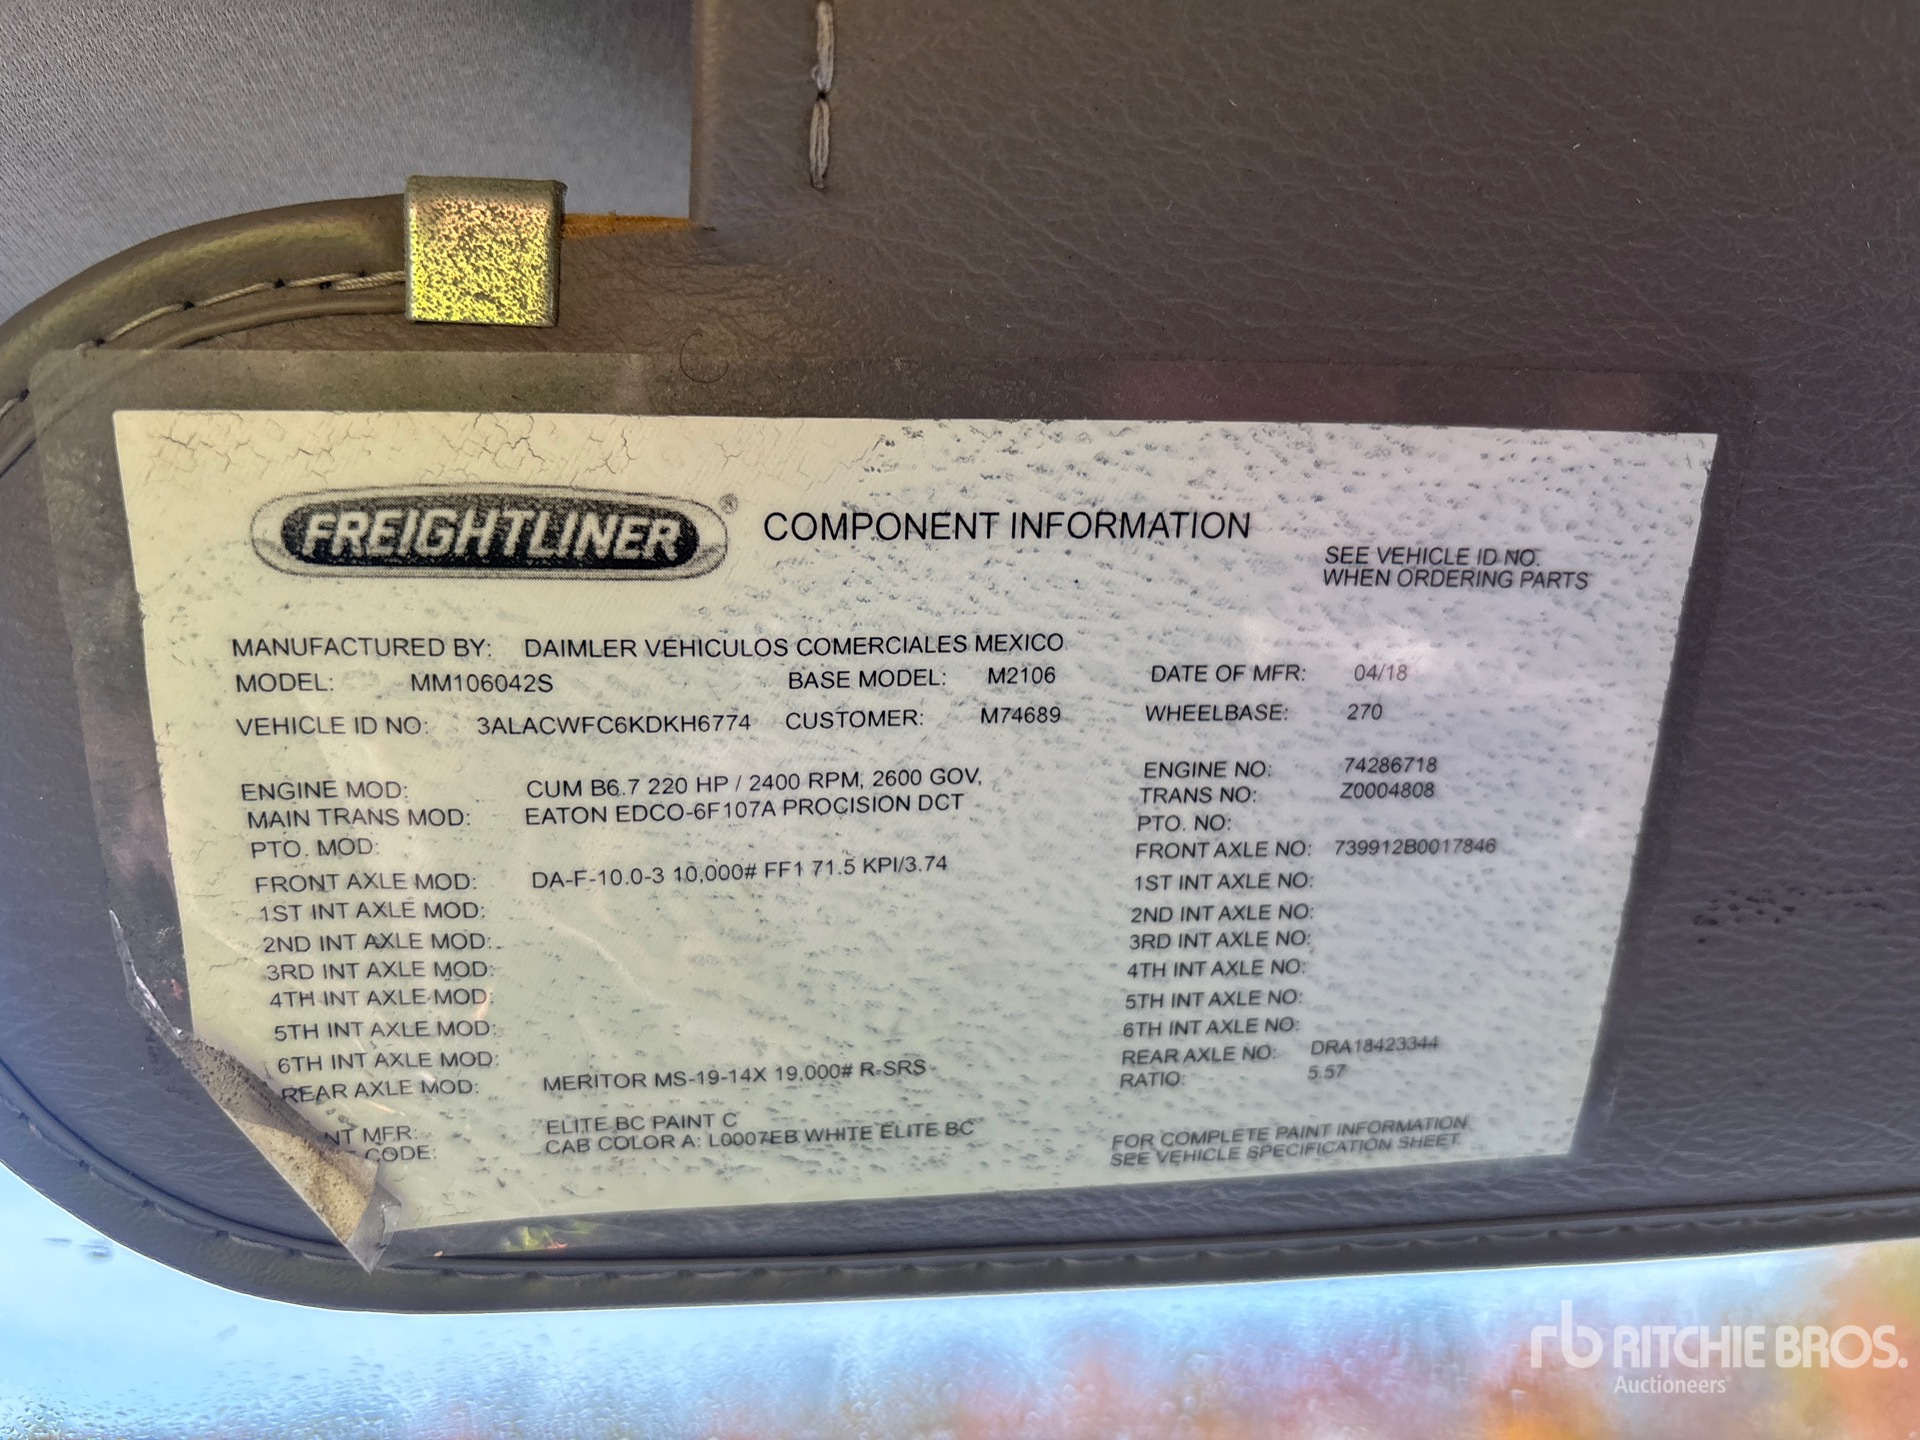 FREIGHTLINER ® COMPONENT INFORMATION
SEE VEHICLE ID NO.
WHEN ORDERING PARTS
MANUFACTURED BY: DAIMLER VEHICULOS COMERCIALES MEXICO
MODEL: MM106042S BASE MODEL: M2106 DATE OF MFR: 04/18
VEHICLE ID NO: 3ALACWFC6KDKH6774 CUSTOMER: M74689 WHEELBASE: 270
ENGINE MOD: CUM B6.7 220 HP / 2400 RPM, 2600 GOV, ENGINE NO: 74286718
MAIN TRANS MOD: EATON EDCO-6F107A PROCISION DCT TRANS NO: Z0004808
PTO. MOD: PTO. NO:
FRONT AXLE MOD: DA-F-10.0-3 10,000# FF1 71.5 KPI/3.74 FRONT AXLE NO: 739912B0017846
1ST INT AXLE MOD: 1ST INT AXLE NO:
2ND INT AXLE MOD: 2ND INT AXLE NO:
3RD INT AXLE MOD: 3RD INT AXLE NO:
4TH INT AXLE MOD: 4TH INT AXLE NO:
5TH INT AXLE MOD: 5TH INT AXLE NO:
6TH INT AXLE MOD: 6TH INT AXLE NO:
REAR AXLE MOD: MERITOR MS-19-14X 19,000# R-SRS REAR AXLE NO: DRA18423344
RATIO: 5.57
NT MFR: ELITE BC PAINT C
CODE: CAB COLOR A: L0007EB WHITE ELITE BC
FOR COMPLETE PAINT INFORMATION
SEE VEHICLE SPECIFICATION SHEET.
rb RITCHIE BROS.
Auctioneers